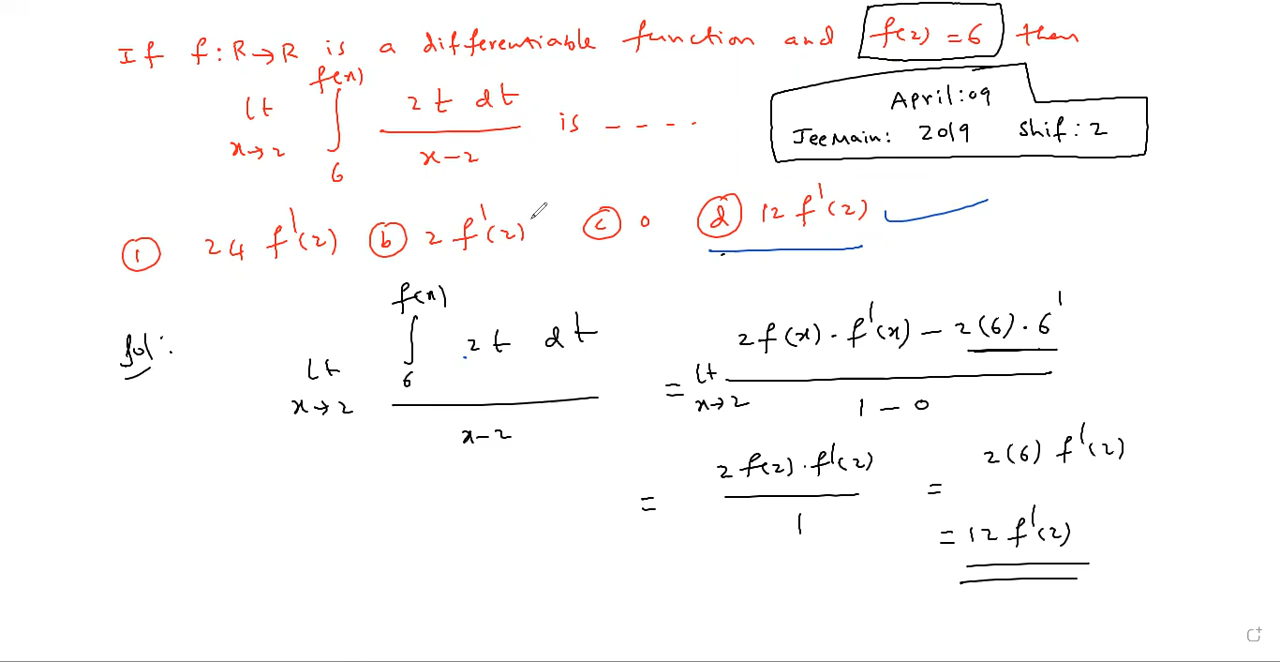 If f: R→R is a differentiable function and f(2) = 6 then
lt x→2 ∫_6^{f(x)} 2t dt / x-2 is ----.
April:09
JeeMain: 2019 Shif: 2
① 24 f'(2) ⓑ 2 f'(2) ⓒ 0 ⓓ 12 f'(2)
Sol:
lt x→2 ∫_6^{f(x)} 2t dt / x-2 = lt x→2 2f(x)·f'(x) - 2(6)·6' / 1-0
= 2f(2)·f'(2) / 1 = 2(6) f'(2)
= 12 f'(2)